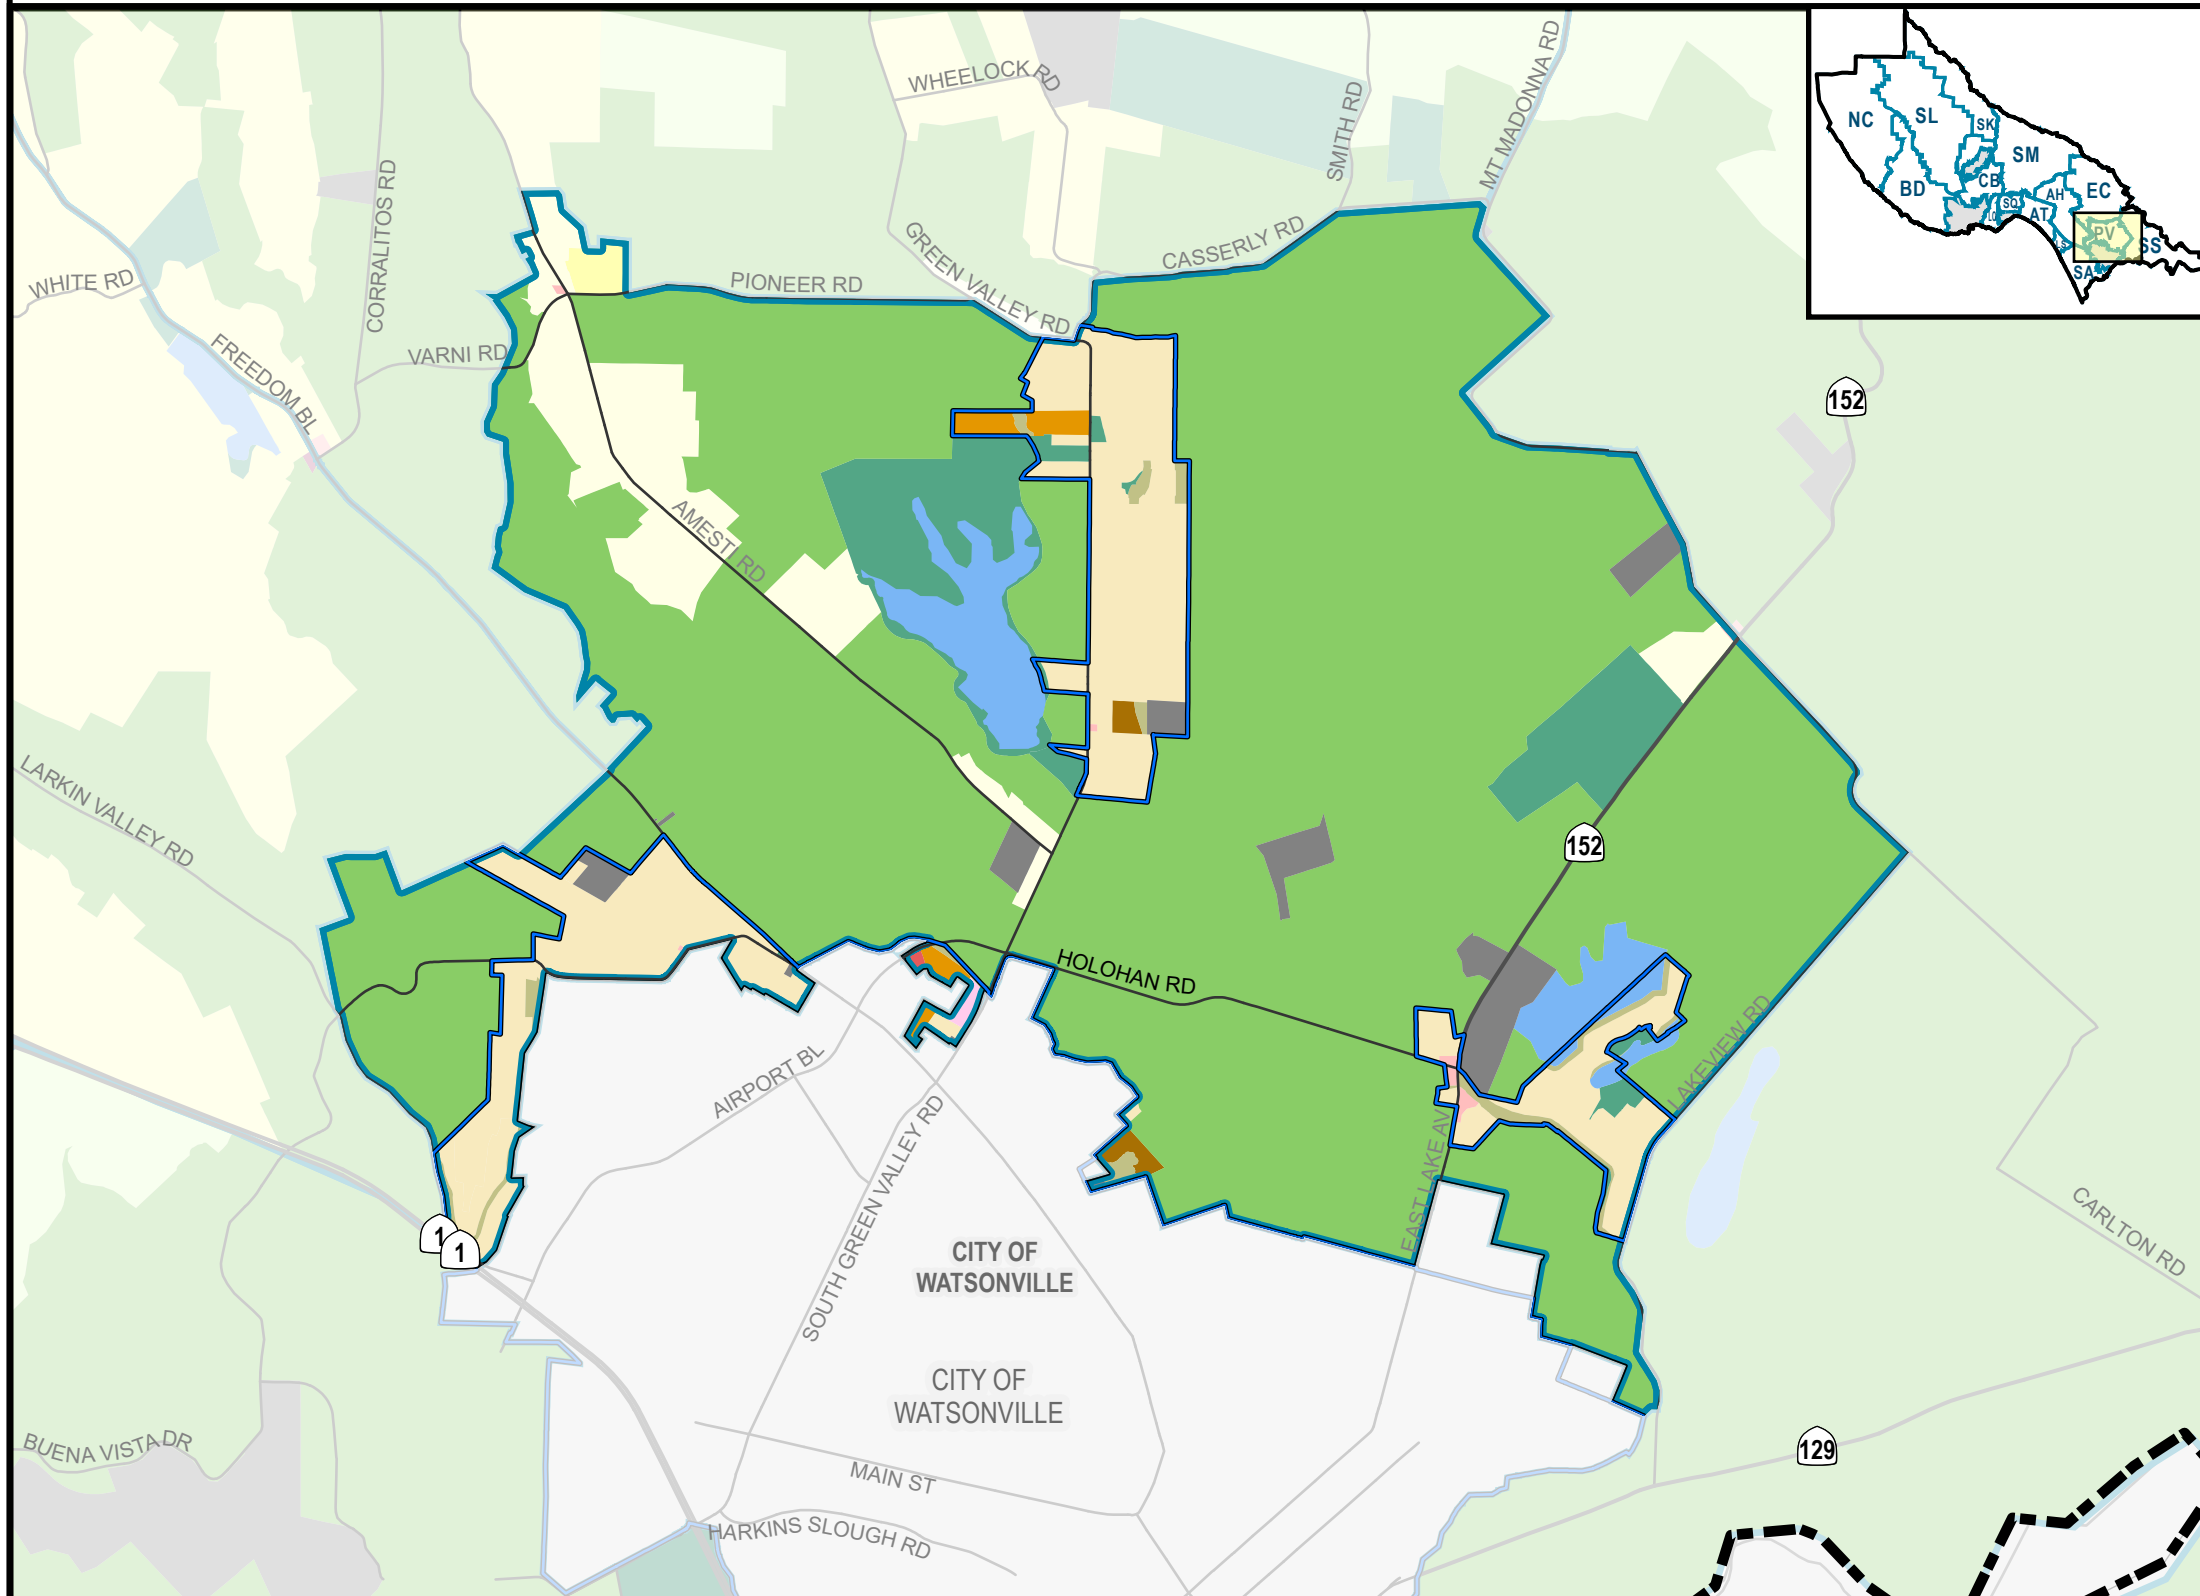 WHEELOCK RD
SMITH RD
MT MADONNA RD
NC
SL
SK
SM
BD
CB
AH
EC
SQ
LO
AT
PV
LS
SS
SA
CORRALITOS RD
WHITE RD
GREEN VALLEY RD
CASSERLY RD
PIONEER RD
FREEDOM BL
VARNI RD
152
AMESTI RD
LARKIN VALLEY RD
152
HOLOHAN RD
LAKEVIEW RD
AIRPORT BL
SOUTH GREEN VALLEY RD
EAST LAKE AV
CARLTON RD
1
1
CITY OF
WATSONVILLE
CITY OF
WATSONVILLE
BUENA VISTA DR
MAIN ST
129
HARKINS SLOUGH RD